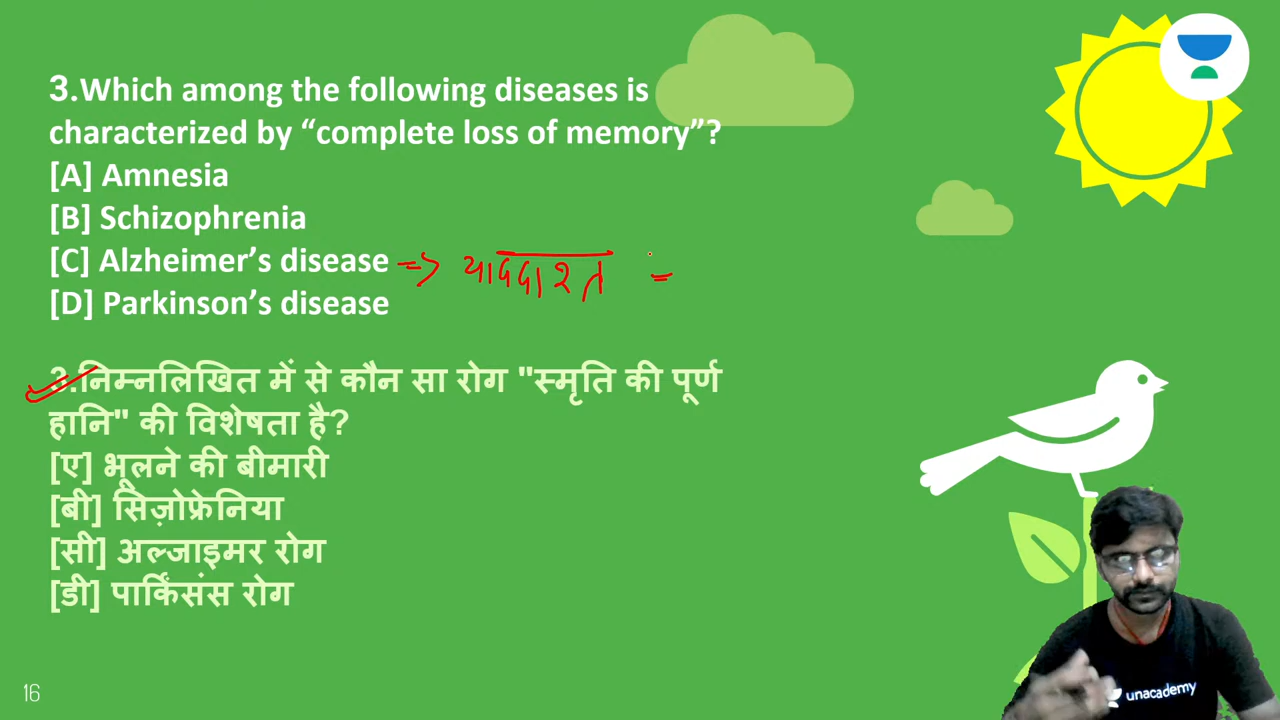 3.Which among the following diseases is
characterized by “complete loss of memory”?
[A] Amnesia
[B] Schizophrenia
[C] Alzheimer’s disease => याददाश्त =
[D] Parkinson’s disease
3.निम्नलिखित में से कौन सा रोग "स्मृति की पूर्ण
हानि" की विशेषता है?
[ए] भूलने की बीमारी
[बी] सिज़ोफ्रेनिया
[सी] अल्जाइमर रोग
[डी] पार्किंसंस रोग
unacademy
16